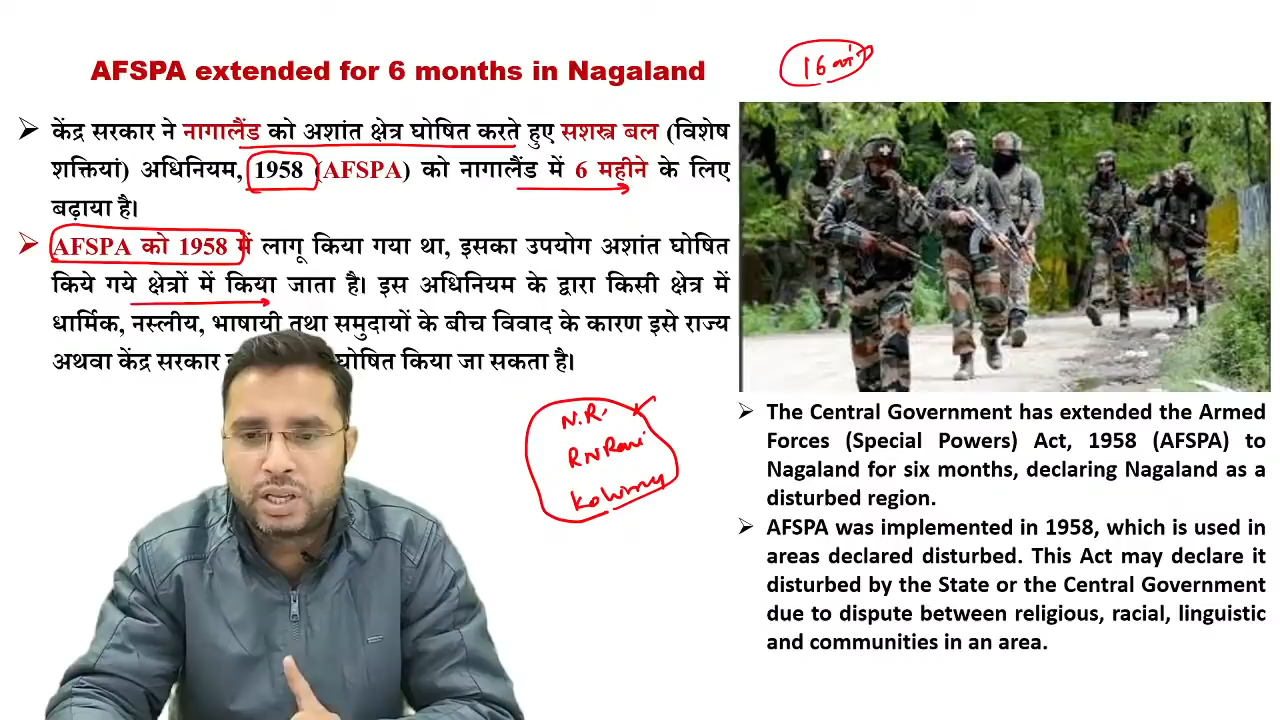 AFSPA extended for 6 months in Nagaland
16वां
केंद्र सरकार ने नागालैंड को अशांत क्षेत्र घोषित करते हुए सशस्त्र बल (विशेष
शक्तियां) अधिनियम, 1958 (AFSPA) को नागालैंड में 6 महीने के लिए
बढ़ाया है।
AFSPA को 1958 में लागू किया गया था, इसका उपयोग अशांत घोषित
किये गये क्षेत्रों में किया जाता है। इस अधिनियम के द्वारा किसी क्षेत्र में
धार्मिक, नस्लीय, भाषायी तथा समुदायों के बीच विवाद के कारण इसे राज्य
अथवा केंद्र सरकार घोषित किया जा सकता है।
N.R.
RN Ravi
The Central Government has extended the Armed
Forces (Special Powers) Act, 1958 (AFSPA) to
Nagaland for six months, declaring Nagaland as a
disturbed region.
AFSPA was implemented in 1958, which is used in
areas declared disturbed. This Act may declare it
disturbed by the State or the Central Government
due to dispute between religious, racial, linguistic
and communities in an area.